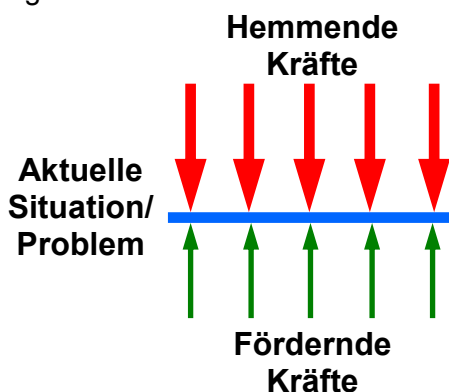 g
Hemmende
Kräfte
Aktuelle
Situation/
Problem
Fördernde
Kräfte